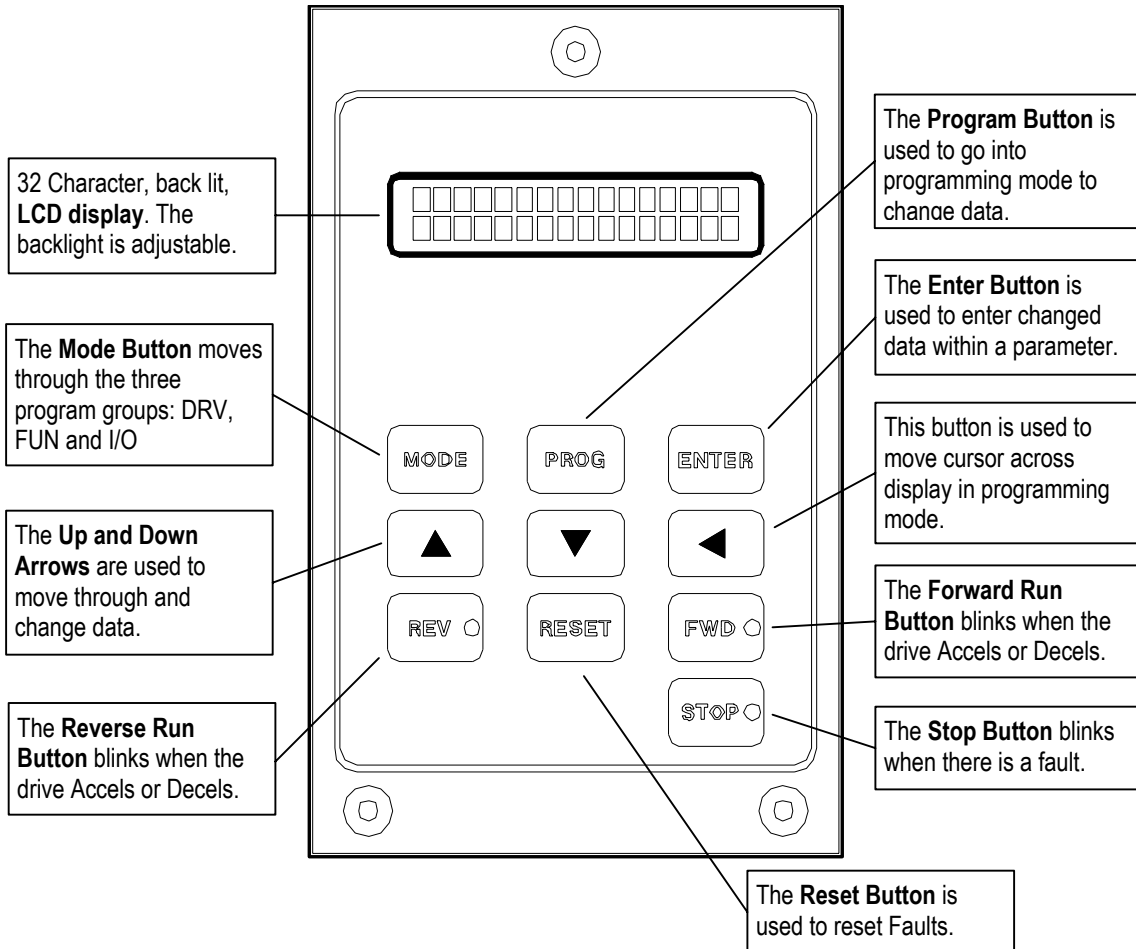 32 Character, back lit,
LCD display. The
backlight is adjustable.
The Mode Button moves
through the three
program groups: DRV,
FUN and I/O
The Up and Down
Arrows are used to
move through and
change data.
The Reverse Run
Button blinks when the
drive Accels or Decels.
MODE PROG ENTER
REV RESET FWD
STOP
The Program Button is
used to go into
programming mode to
change data.
The Enter Button is
used to enter changed
data within a parameter.
This button is used to
move cursor across
display in programming
mode.
The Forward Run
Button blinks when the
drive Accels or Decels.
The Stop Button blinks
when there is a fault.
The Reset Button is
used to reset Faults.